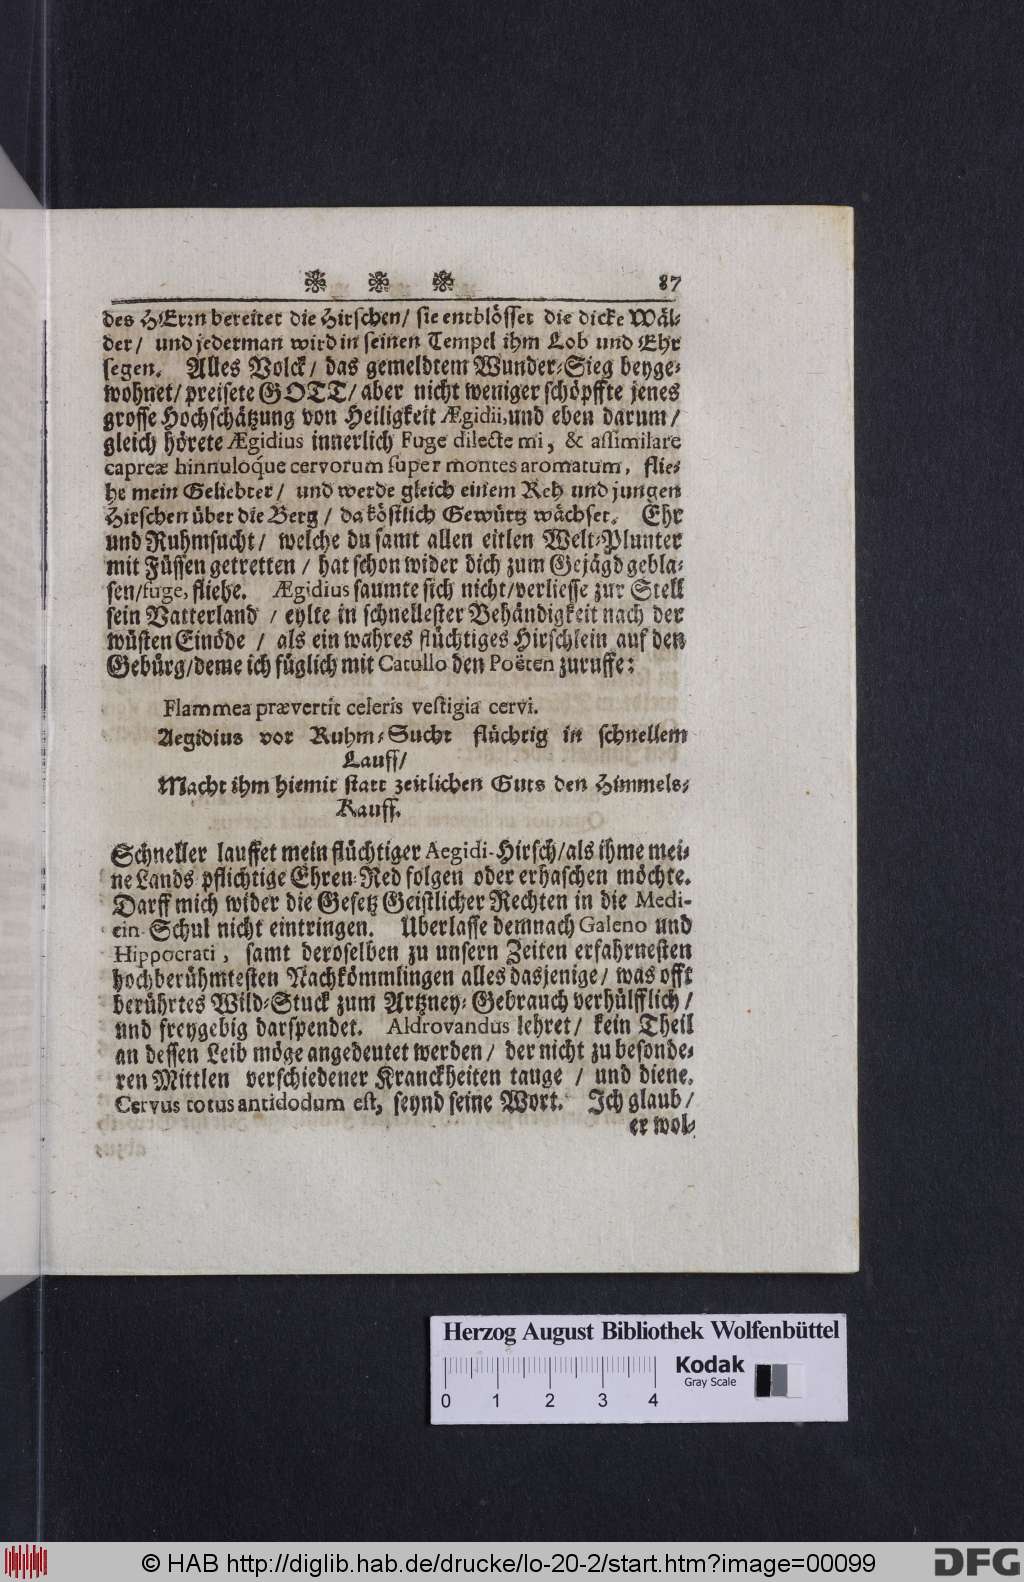 87
des HErrn bereitet die Hirschen/ sie entblösset die dicke Wäl-
der/ und jederman wird in seinen Tempel ihm Lob und Ehr
segen. Alles Volck/ das gemeldtem Wunder-Sieg beyge-
wohnet/ preisete GOTT/ aber nicht weniger schöpffte jenes
grosse Hochschätzung von Heiligkeit Ægidii, und eben darum/
gleich hörete Ægidius innerlich Fuge dilecte mi, & assimilare
capreæ hinnuloq́ue cervorum super montes aromatum, flie-
he mein Geliebter/ und werde gleich einem Reh und jungen
Hirschen über die Berg/ da köstlich Gewürtz wächset. Ehr
und Ruhmsucht/ welche du samt allen eitlen Welt-Plunter
mit Füssen getretten/ hat schon wider dich zum Gejägd gebla-
sen/ fuge, fliehe. Ægidius saumte sich nicht/ verliesse zur Stell
sein Vatterland / eylte in schnellester Behändigkeit nach der
wüsten Einöde / als ein wahres flüchtiges Hirschlein auf den
Gebürg/ deme ich füglich mit Catullo den Poëten zuruffe:
Flammea prævertit celeris vestigia cervi.
Aegidius vor Ruhm-Sucht flüchtig in schnellem
Lauff/
Macht ihm hiemit statt zeitlichen Guts den Himmels-
Kauff.
Schneller lauffet mein flüchtiger Aegidi-Hirsch/ als ihme mei-
ne Lands pflichtige Ehren-Red folgen oder erhaschen möchte.
Darff mich wider die Gesetz Geistlicher Rechten in die Medi-
cin-Schul nicht eintringen. Uberlasse demnach Galeno und
Hippocrati, samt deroselben zu unsern Zeiten erfahrnesten
hochberühmtesten Nachkömmlingen alles dasjenige/ was offt
berührtes Wild-Stuck zum Artzney-Gebrauch verhülfflich/
und freygebig darspendet. Aldrovandus lehret/ kein Theil
an dessen Leib möge angedeutet werden/ der nicht zu besonde-
ren Mittlen verschiedener Kranckheiten tauge / und diene.
Cervus totus antidodum est, seynd seine Wort. Ich glaub/
er wol-
Herzog August Bibliothek Wolfenbüttel
Kodak
Gray Scale
0 1 2 3 4
© HAB http://diglib.hab.de/drucke/lo-20-2/start.htm?image=00099
DFG